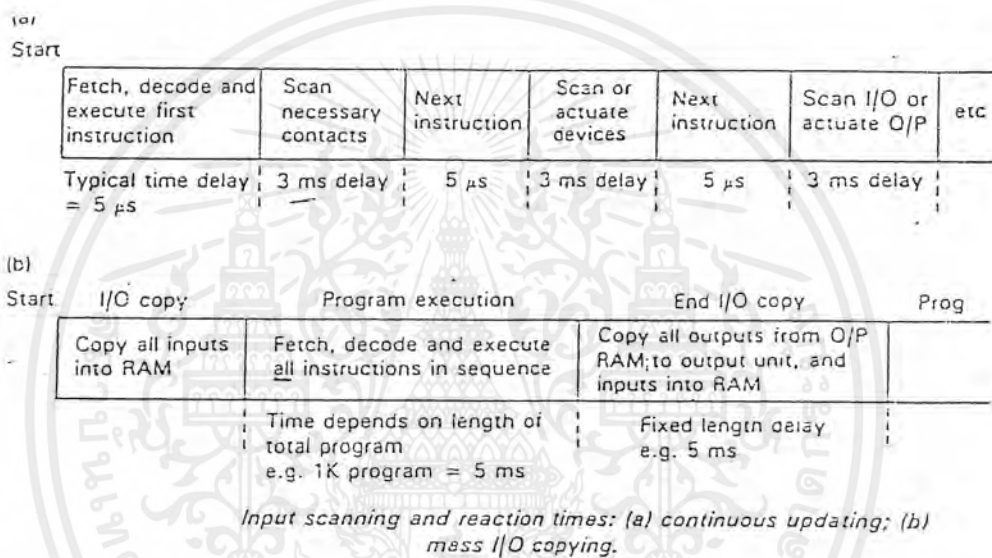 (a)
Start
Fetch, decode and execute first instruction
Scan necessary contacts
Next instruction
Scan or actuate devices
Next instruction
Scan I/O or actuate O/P
etc
Typical time delay = 5 μs
3 ms delay
5 μs
3 ms delay
5 μs
3 ms delay
(b)
Start
I/O copy
Program execution
End I/O copy
Prog
Copy all inputs into RAM
Fetch, decode and execute all instructions in sequence
Copy all outputs from O/P RAM; to output unit, and inputs into RAM
Time depends on length of total program
e.g. 1K program = 5 ms
Fixed length delay
e.g. 5 ms
Input scanning and reaction times: (a) continuous updating; (b)
mass I/O copying.